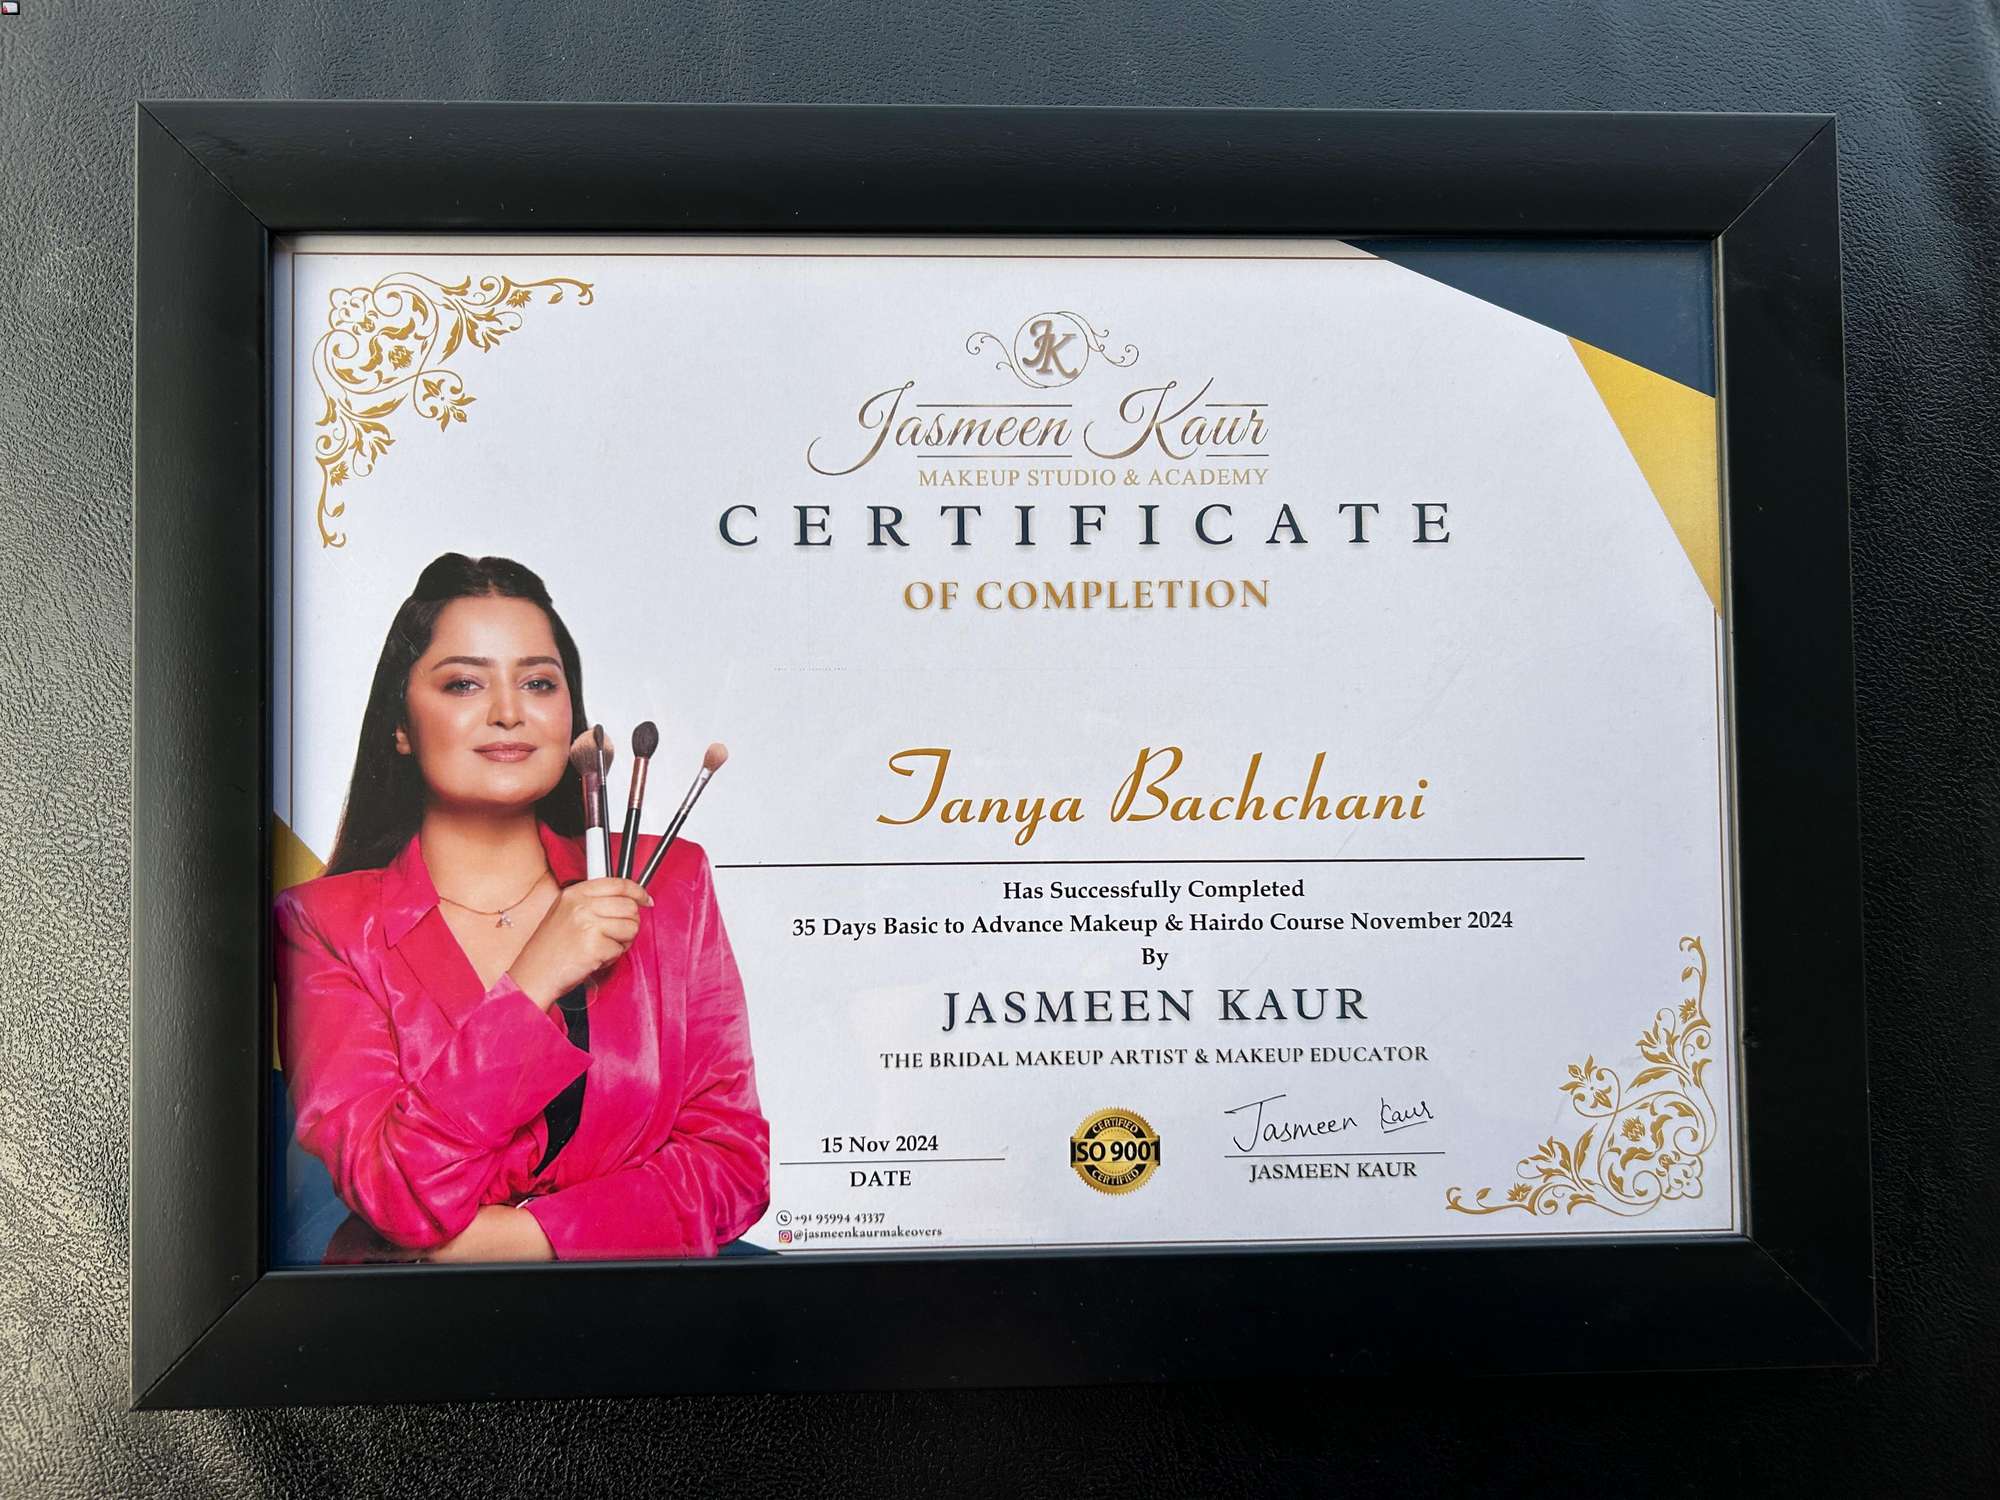 JK
Jasmeen Kaur
MAKEUP STUDIO & ACADEMY
CERTIFICATE
OF COMPLETION
Tanya Bachchani
Has Successfully Completed
35 Days Basic to Advance Makeup & Hairdo Course November 2024
By
JASMEEN KAUR
THE BRIDAL MAKEUP ARTIST & MAKEUP EDUCATOR
15 Nov 2024
DATE
CERTIFIED
ISO 9001
CERTIFIED
Jasmeen Kaur
JASMEEN KAUR
+91 95994 43337
@jasmeenkaurmakeovers